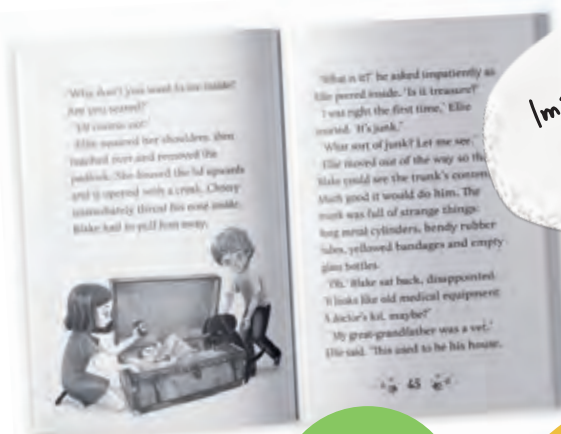 'Why don't you want to see inside?
Are you scared?'
'Of course not.'
Ellie squared her shoulders, then
reached over and removed the
padlock. She forced the lid upwards
and it opened with a creak. Chewy
immediately thrust his nose inside.
Blake had to pull him away.
'What is it?' he asked impatiently as
Ellie peered inside. 'Is it treasure?'
'I was right the first time,' Ellie
'It's junk.'
'What sort of junk? Let me see.'
Ellie moved out of the way so that
Blake could see the trunk's
Much good it would do him. The
trunk was full of strange things:
long metal cylinders, bendy rubber
tubes, yellowed bandages and empty
glass bottles.
'Oh.' Blake sat back, disappointed.
'It looks like old medical equipment.
A doctor's kit, maybe?'
'My great-grandfather was a vet,'
Ellie said. 'This used to be his house.